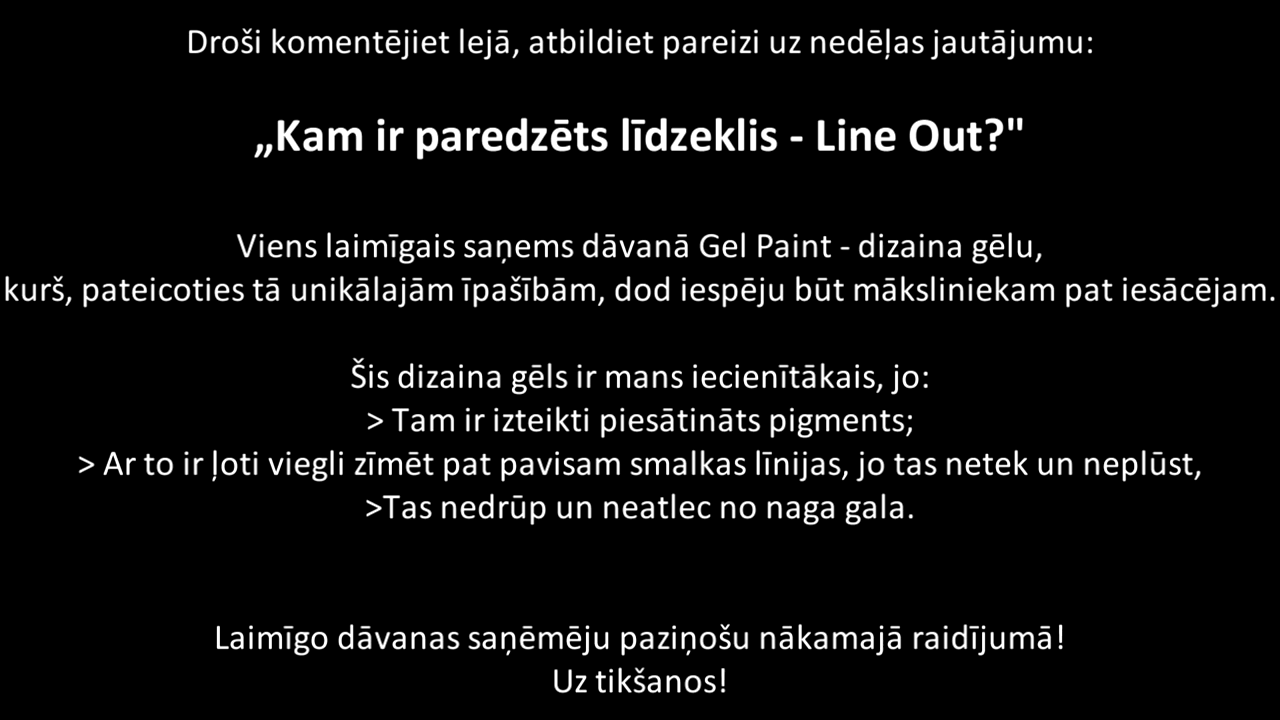 Droši komentējiet lejā, atbildiet pareizi uz nedēļas jautājumu:
„Kam ir paredzēts līdzeklis - Line Out?"
Viens laimīgais saņems dāvanā Gel Paint - dizaina gēlu,
kurš, pateicoties tā unikālajām īpašībām, dod iespēju būt māksliniekam pat iesācējam.
Šis dizaina gēls ir mans iecienītākais, jo:
> Tam ir izteikti piesātināts pigments;
> Ar to ir ļoti viegli zīmēt pat pavisam smalkas līnijas, jo tas netek un neplūst,
>Tas nedrūp un neatlec no naga gala.
Laimīgo dāvanas saņēmēju paziņošu nākamajā raidījumā!
Uz tikšanos!